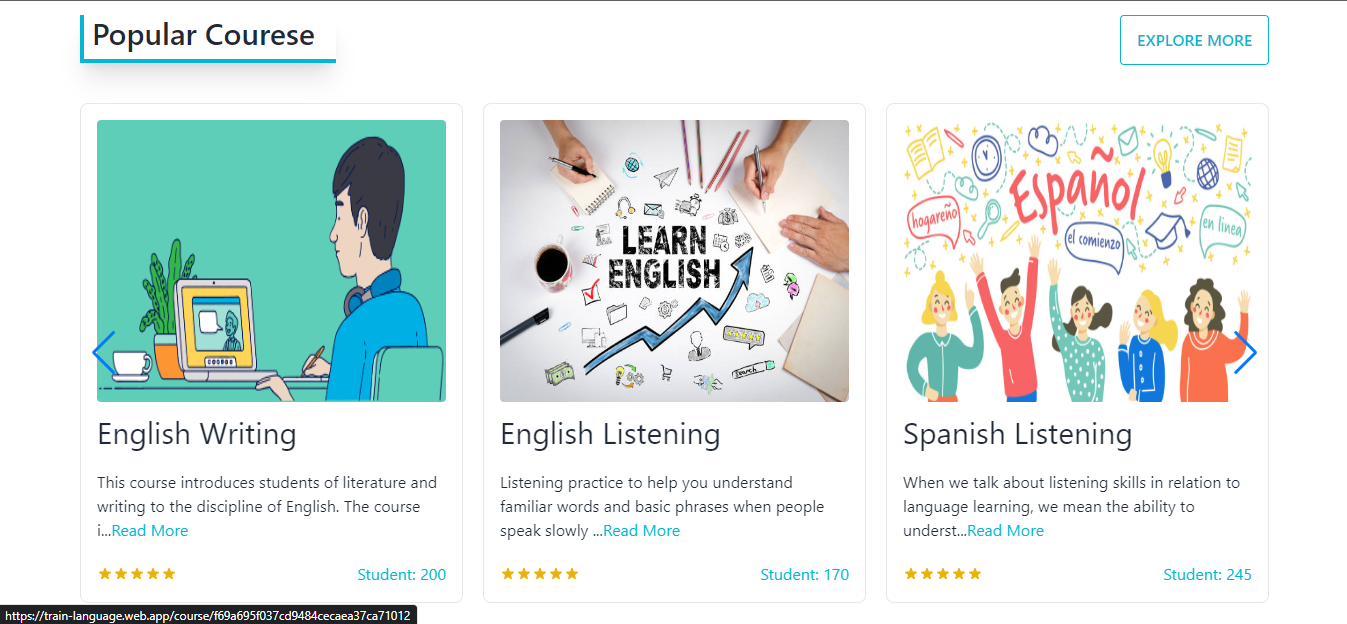 Popular Courese
EXPLORE MORE
LEARN
ENGLISH
Search
Español
hogareño
el comienzo
en linea
English Writing
English Listening
Spanish Listening
This course introduces students of literature and
writing to the discipline of English. The course
i...Read More
Listening practice to help you understand
familiar words and basic phrases when people
speak slowly ...Read More
When we talk about listening skills in relation to
language learning, we mean the ability to
underst...Read More
Student: 200
Student: 170
Student: 245
https://train-language.web.app/course/f69a695f037cd9484cecaea37ca71012